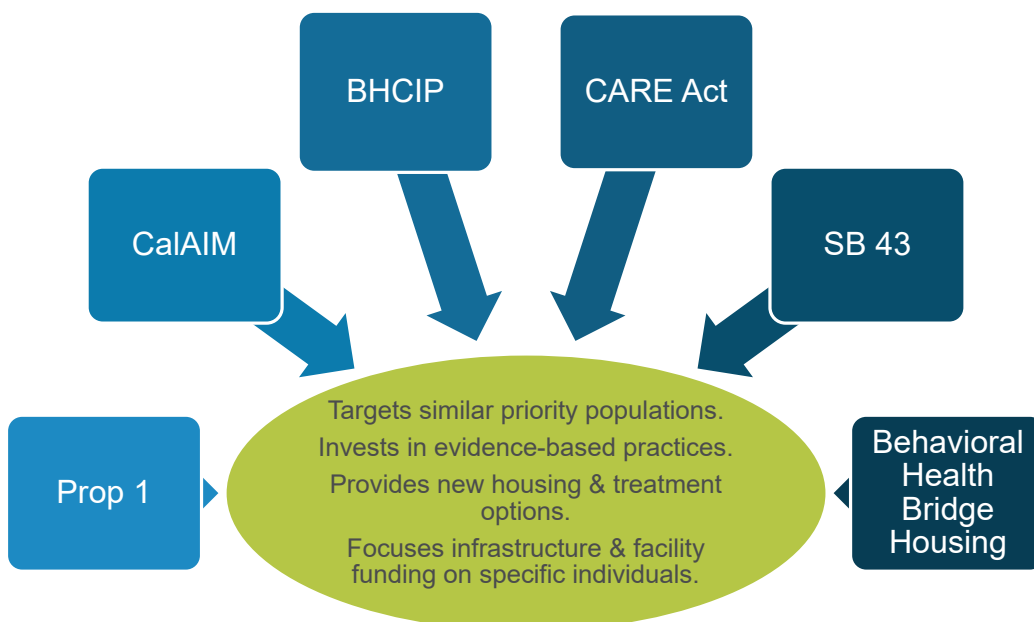 BHCIP
CARE Act
CalAIM
SB 43
Prop 1
Targets similar priority populations.
Invests in evidence-based practices.
Provides new housing & treatment
options.
Focuses infrastructure & facility
funding on specific individuals.
Behavioral
Health
Bridge
Housing